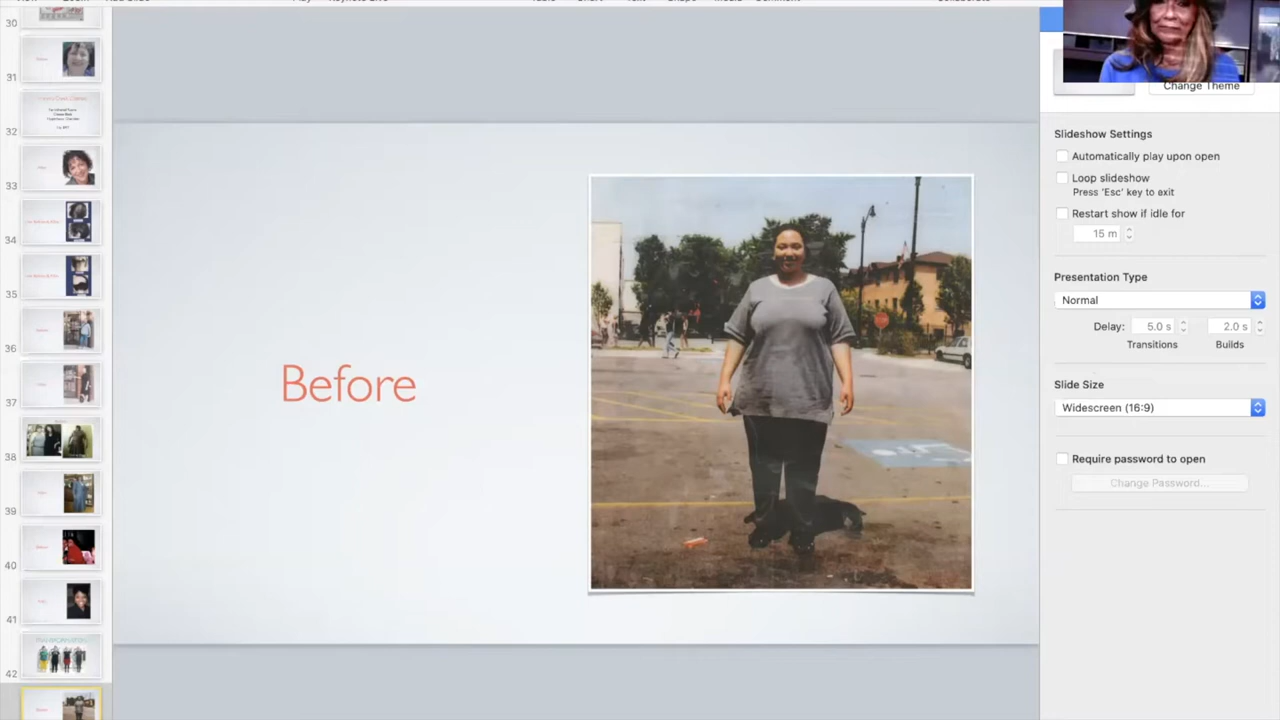 30
31
32
33
34
35
36
37
38
39
40
41
42
Before
Change Theme
Slideshow Settings
Automatically play upon open
Loop slideshow
Press 'Esc' key to exit
Restart show if idle for
15 m
Presentation Type
Normal
Delay: 5.0 s 2.0 s
Transitions Builds
Slide Size
Widescreen (16:9)
Require password to open
Change Password...